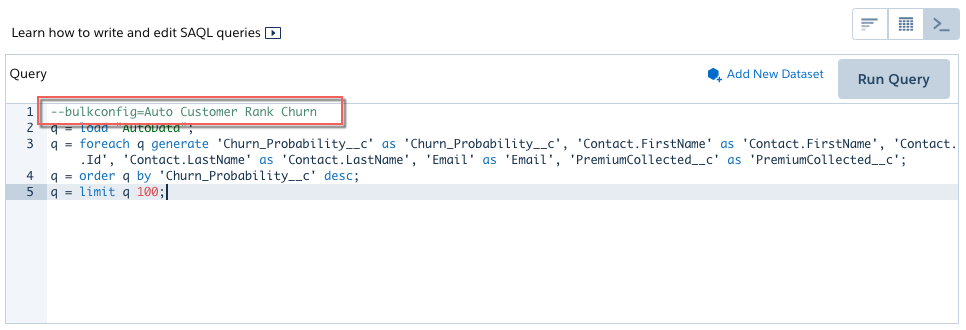 Learn how to write and edit SAQL queries
Query
Add New Dataset
Run Query
1 --bulkconfig=Auto Customer Rank Churn
2 q = load "AutoData";
3 q = foreach q generate 'Churn_Probability__c' as 'Churn_Probability__c', 'Contact.FirstName' as 'Contact.FirstName', 'Contact.
.Id', 'Contact.LastName' as 'Contact.LastName', 'Email' as 'Email', 'PremiumCollected__c' as 'PremiumCollected__c';
4 q = order q by 'Churn_Probability__c' desc;
5 q = limit q 100;